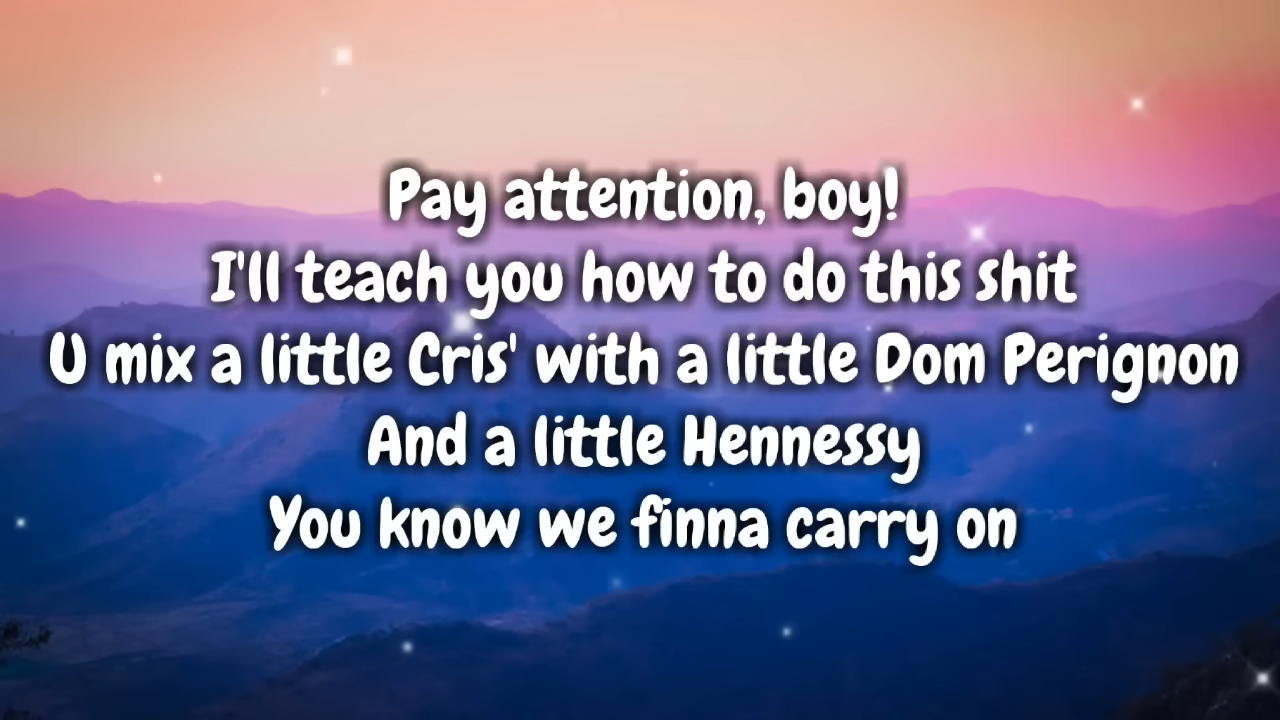 Pay attention, boy!
I'll teach you how to do this shit
U mix a little Cris' with a little Dom Perignon
And a little Hennessy
You know we finna carry on